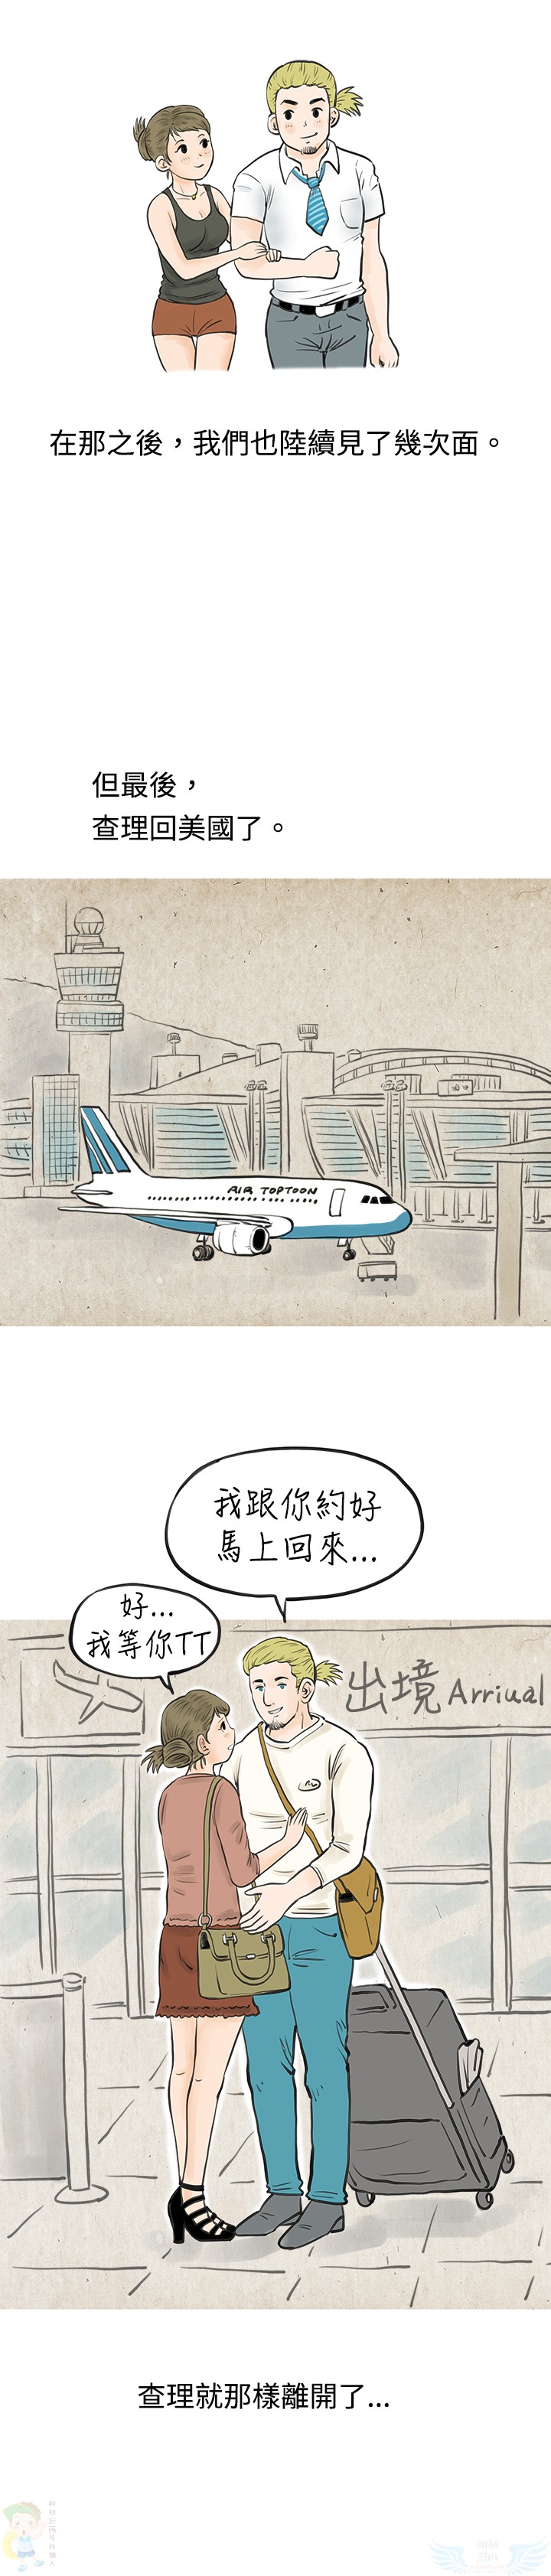 在那之後，我們也陸續見了幾次面。
但最後，
查理回美國了。
AIR TOPTOON
我跟你約好
馬上回來...
好...
我等你TT
出境 Arrival
查理就那樣離開了...